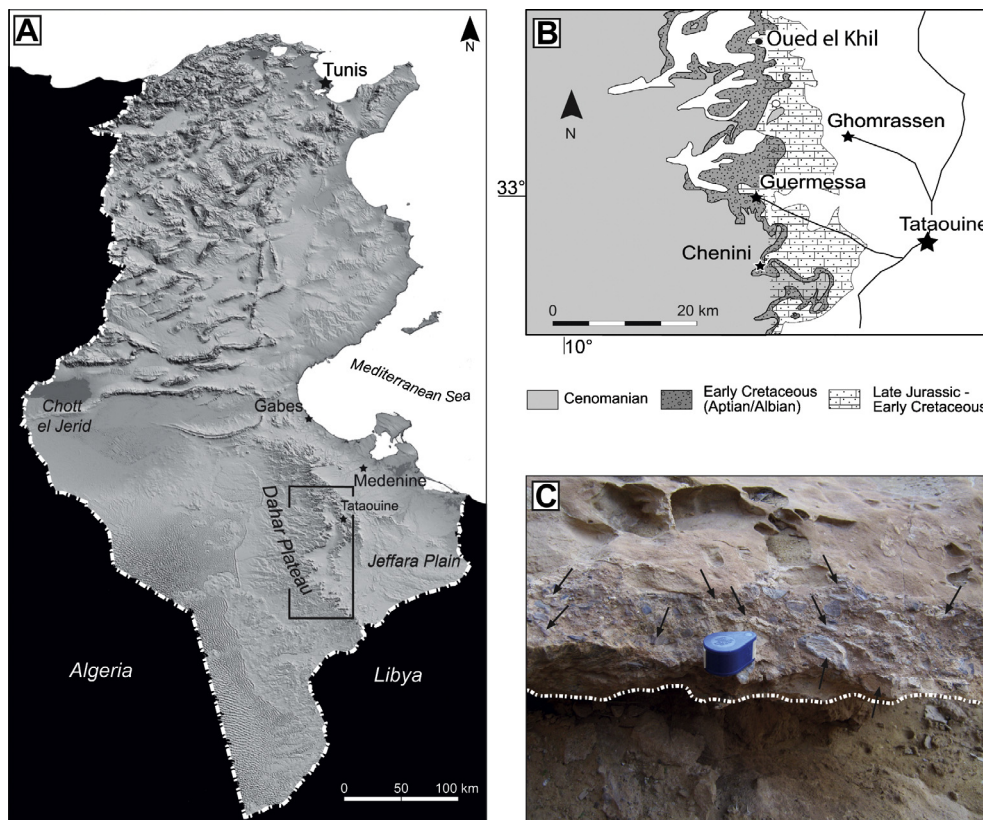 A
N
Tunis
Mediterranean Sea
Chott
el Jerid
Gabes
Medenine
Tataouine
Dahar Plateau
Jeffara Plain
Algeria
Libya
0 50 100 km
B
Oued el Khil
N
Ghomrassen
33°
Guermessa
Tataouine
Chenini
0 20 km
10°
Cenomanian
Early Cretaceous
(Aptian/Albian)
Late Jurassic -
Early Cretaceous
C